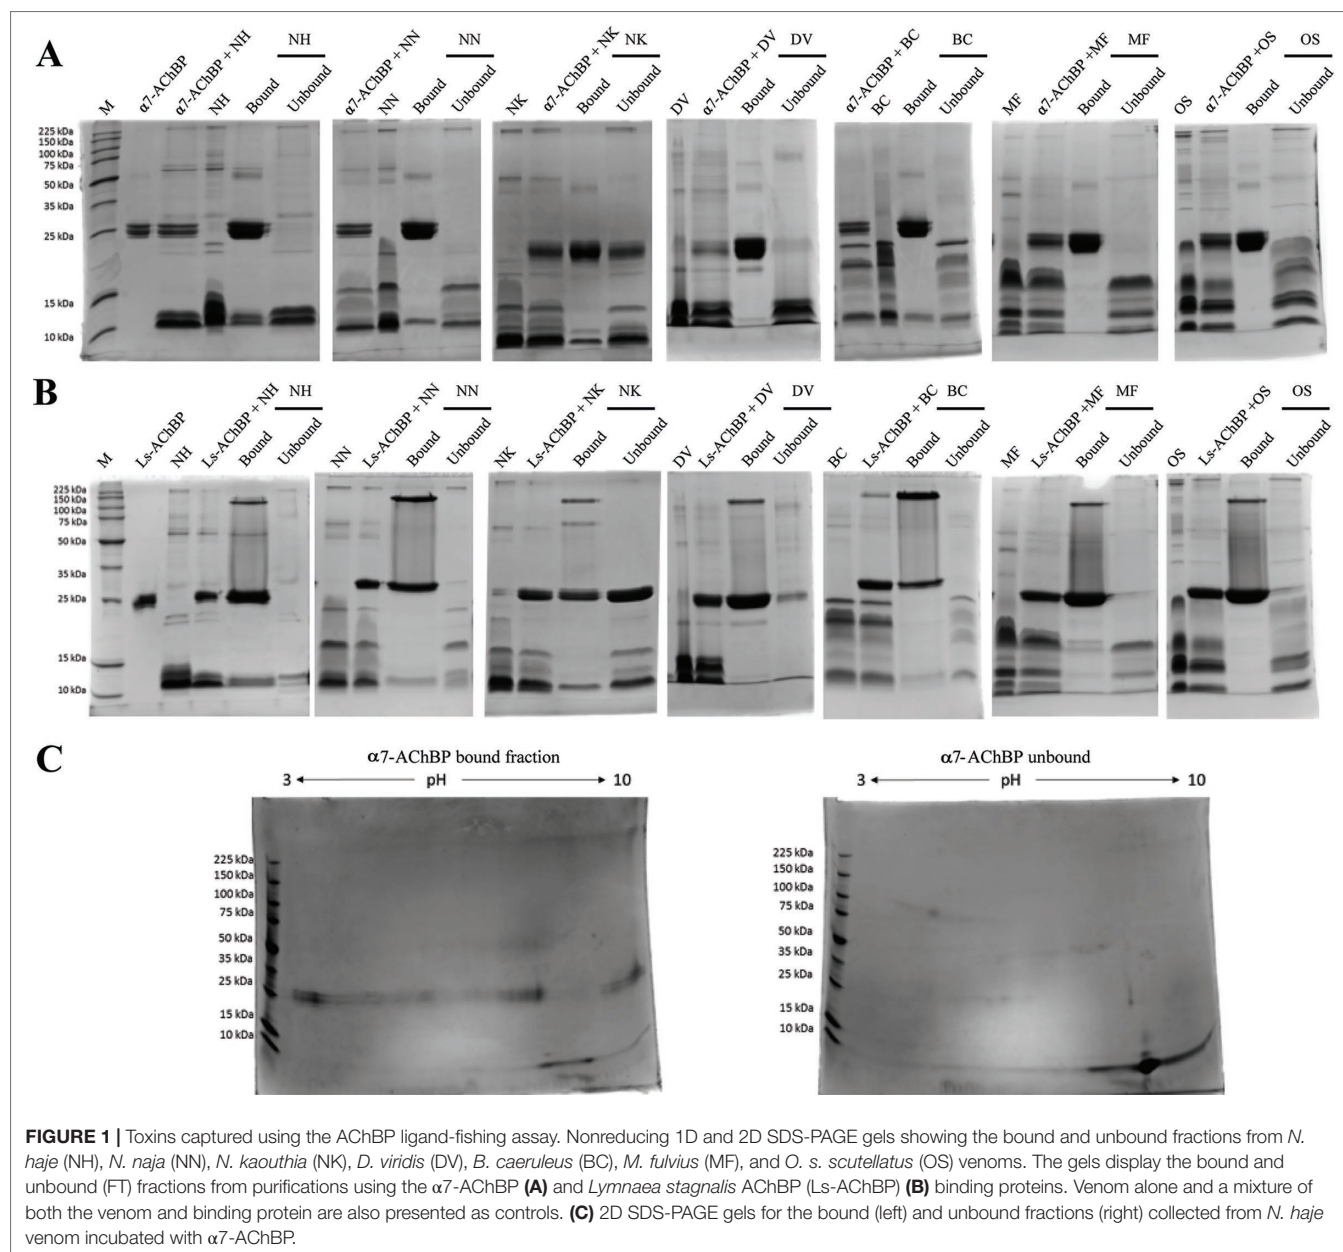 A
M
α7-AChBP
α7-AChBP + NH
NH
Bound
NH
Unbound
α7-AChBP + NN
NN
Bound
NN
Unbound
NK
α7-AChBP + NK
Bound
NK
Unbound
DV
α7-AChBP + DV
Bound
DV
Unbound
α7-AChBP + BC
BC
Bound
BC
Unbound
MF
α7-AChBP +MF
Bound
MF
Unbound
OS
α7-AChBP +OS
Bound
OS
Unbound
225 kDa
150 kDa
100 kDa
75 kDa
50 kDa
35 kDa
25 kDa
15 kDa
10 kDa
B
M
Ls-AChBP
NH
Ls-AChBP + NH
Bound
NH
Unbound
NN
Ls-AChBP + NN
Bound
NN
Unbound
NK
Ls-AChBP + NK
Bound
NK
Unbound
DV
Ls-AChBP + DV
Bound
DV
Unbound
BC
Ls-AChBP + BC
Bound
BC
Unbound
MF
Ls-AChBP +MF
Bound
MF
Unbound
OS
Ls-AChBP +OS
Bound
OS
Unbound
225 kDa
150 kDa
100 kDa
75 kDa
50 kDa
35 kDa
25 kDa
15 kDa
10 kDa
C
α7-AChBP bound fraction
3 pH 10
225 kDa
150 kDa
100 kDa
75 kDa
50 kDa
35 kDa
25 kDa
15 kDa
10 kDa
α7-AChBP unbound
3 pH 10
225 kDa
150 kDa
100 kDa
75 kDa
50 kDa
35 kDa
25 kDa
15 kDa
10 kDa
FIGURE 1 | Toxins captured using the AChBP ligand-fishing assay. Nonreducing 1D and 2D SDS-PAGE gels showing the bound and unbound fractions from N.
haje (NH), N. naja (NN), N. kaouthia (NK), D. viridis (DV), B. caeruleus (BC), M. fulvius (MF), and O. s. scutellatus (OS) venoms. The gels display the bound and
unbound (FT) fractions from purifications using the α7-AChBP (A) and Lymnaea stagnalis AChBP (Ls-AChBP) (B) binding proteins. Venom alone and a mixture of
both the venom and binding protein are also presented as controls. (C) 2D SDS-PAGE gels for the bound (left) and unbound fractions (right) collected from N. haje
venom incubated with α7-AChBP.